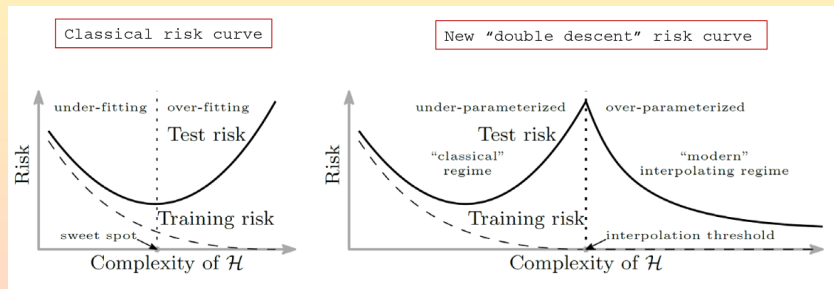 Classical risk curve
under-fitting
over-fitting
Test risk
Risk
Training risk
sweet spot
Complexity of ℋ
New “double descent” risk curve
under-parameterized
over-parameterized
Test risk
“classical”
regime
“modern”
interpolating regime
Risk
Training risk
interpolation threshold
Complexity of ℋ